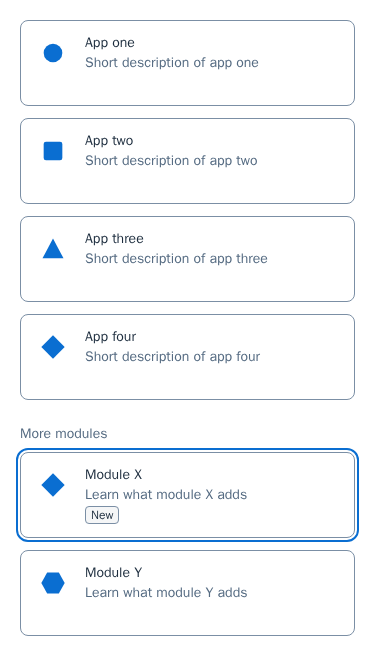 App one
Short description of app one
App two
Short description of app two
App three
Short description of app three
App four
Short description of app four
More modules
Module X
Learn what module X adds
New
Module Y
Learn what module Y adds